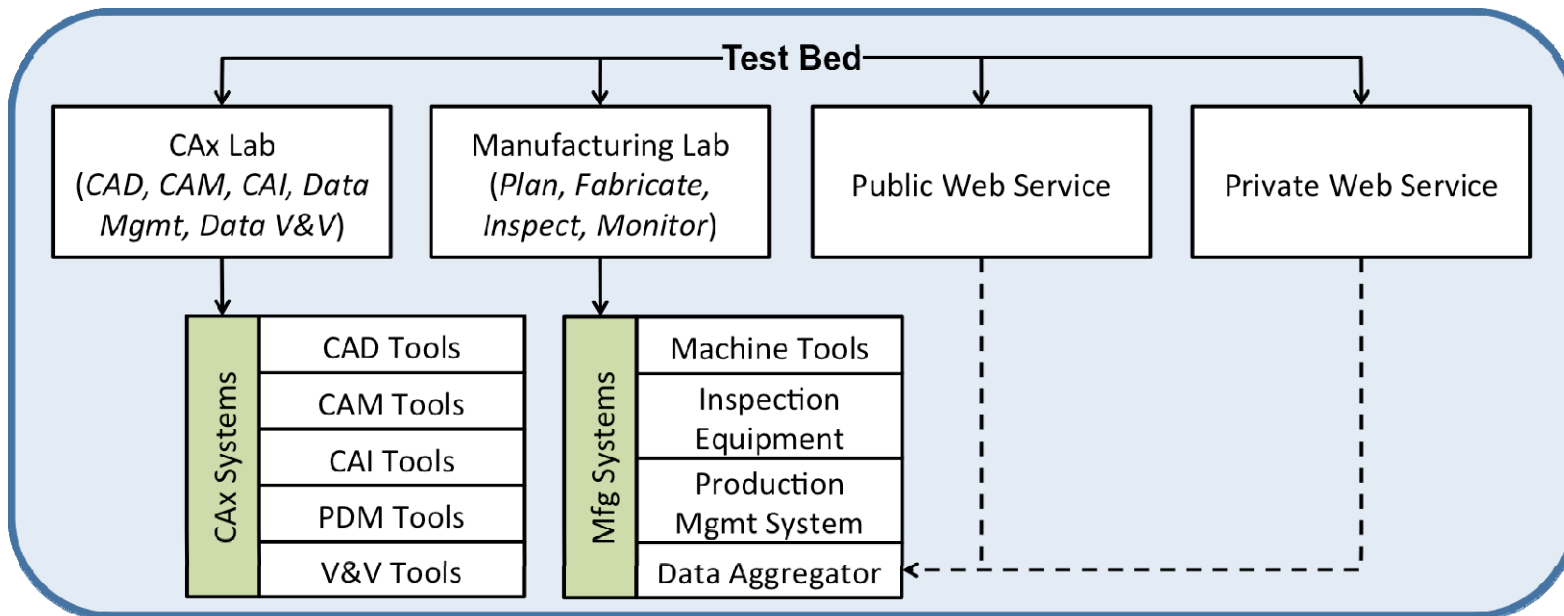 Test Bed
CAx Lab
(CAD, CAM, CAI, Data
Mgmt, Data V&V)
Manufacturing Lab
(Plan, Fabricate,
Inspect, Monitor)
Public Web Service
Private Web Service
CAx Systems
CAD Tools
CAM Tools
CAI Tools
PDM Tools
V&V Tools
Mfg Systems
Machine Tools
Inspection
Equipment
Production
Mgmt System
Data Aggregator